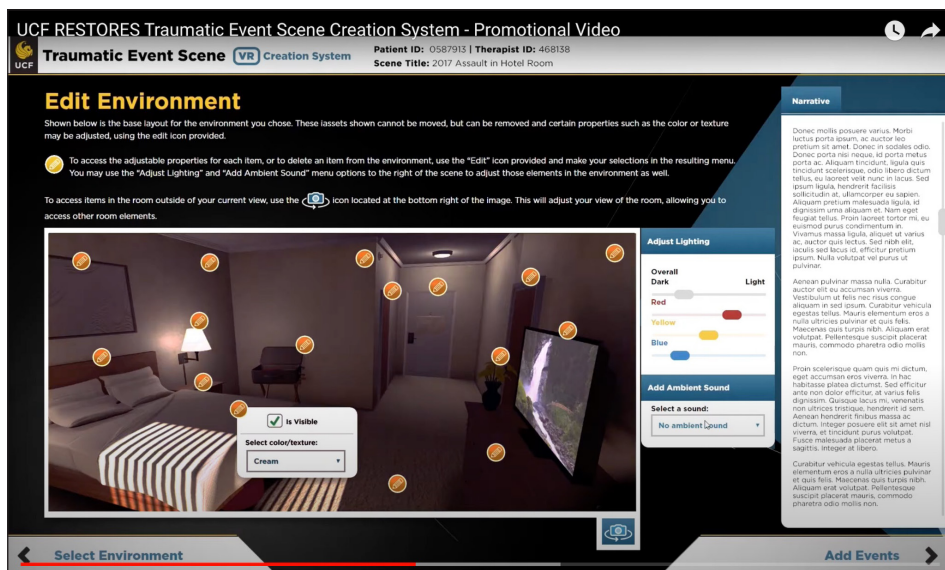 UCF RESTORES Traumatic Event Scene Creation System - Promotional Video
UCF
Traumatic Event Scene VR Creation System
Patient ID: 0587913 | Therapist ID: 468138
Scene Title: 2017 Assault in Hotel Room
Edit Environment
Shown below is the base layout for the environment you chose. These iassets shown cannot be moved, but can be removed and certain properties such as the color or texture
may be adjusted, using the edit icon provided.
To access the adjustable properties for each item, or to delete an item from the environment, use the "Edit" icon provided and make your selections in the resulting menu.
You may use the "Adjust Lighting" and "Add Ambient Sound" menu options to the right of the scene to adjust those elements in the environment as well.
To access items in the room outside of your current view, use the icon located at the bottom right of the image. This will adjust your view of the room, allowing you to
access other room elements.
Is Visible
Select color/texture:
Cream
Adjust Lighting
Overall
Dark Light
Red
Yellow
Blue
Add Ambient Sound
Select a sound:
No ambient sound
Narrative
Donec mollis posuere varius. Morbi
luctus porta ipsum, ac auctor leo
pretium sit amet. Donec in sodales odio.
Donec porta nisi neque, id porta metus
porta ac. Aliquam tincidunt, ligula quis
tincidunt scelerisque, odio libero dictum
tellus, eu laoreet velit nunc in lacus. Sed
ipsum ligula, hendrerit facilisis
sollicitudin at, ullamcorper eu sapien.
Aliquam pretium malesuada ligula, id
dignissim urna aliquam et. Nam eget
feugiat tellus. Proin laoreet tortor mi, eu
euismod purus condimentum in.
Vivamus massa ligula, aliquet ut varius
ac, auctor quis lectus. Sed nibh elit,
iaculis sed lacus id, efficitur pretium
ipsum. Nulla volutpat vel purus ut
pulvinar.
Aenean pulvinar massa nulla. Curabitur
auctor elit eu accumsan viverra.
Vestibulum ut felis nec risus congue
aliquam in sed ipsum. Curabitur vehicula
egestas tellus. Mauris elementum eros a
nulla ultricies pulvinar et quis felis.
Maecenas quis turpis nibh. Aliquam erat
volutpat. Pellentesque suscipit placerat
mauris, commodo pharetra odio mollis
non.
Proin scelerisque quam quis mi dictum,
eget accumsan eros viverra. In hac
habitasse platea dictumst. Sed efficitur
ante non dolor efficitur, at varius felis
dignissim. Quisque lacus mi, venenatis
non ultrices tristique, hendrerit id sem.
Aenean hendrerit finibus massa ac
dictum. Integer posuere elit sit amet nisl
viverra, et tincidunt purus volutpat.
Fusce malesuada placerat metus a
sagittis. Integer at libero.
Curabitur vehicula egestas tellus. Mauris
elementum eros a nulla ultricies pulvinar
et quis felis. Maecenas quis turpis nibh.
Aliquam erat volutpat. Pellentesque
suscipit placerat mauris, commodo
pharetra odio mollis non.
Select Environment
Add Events